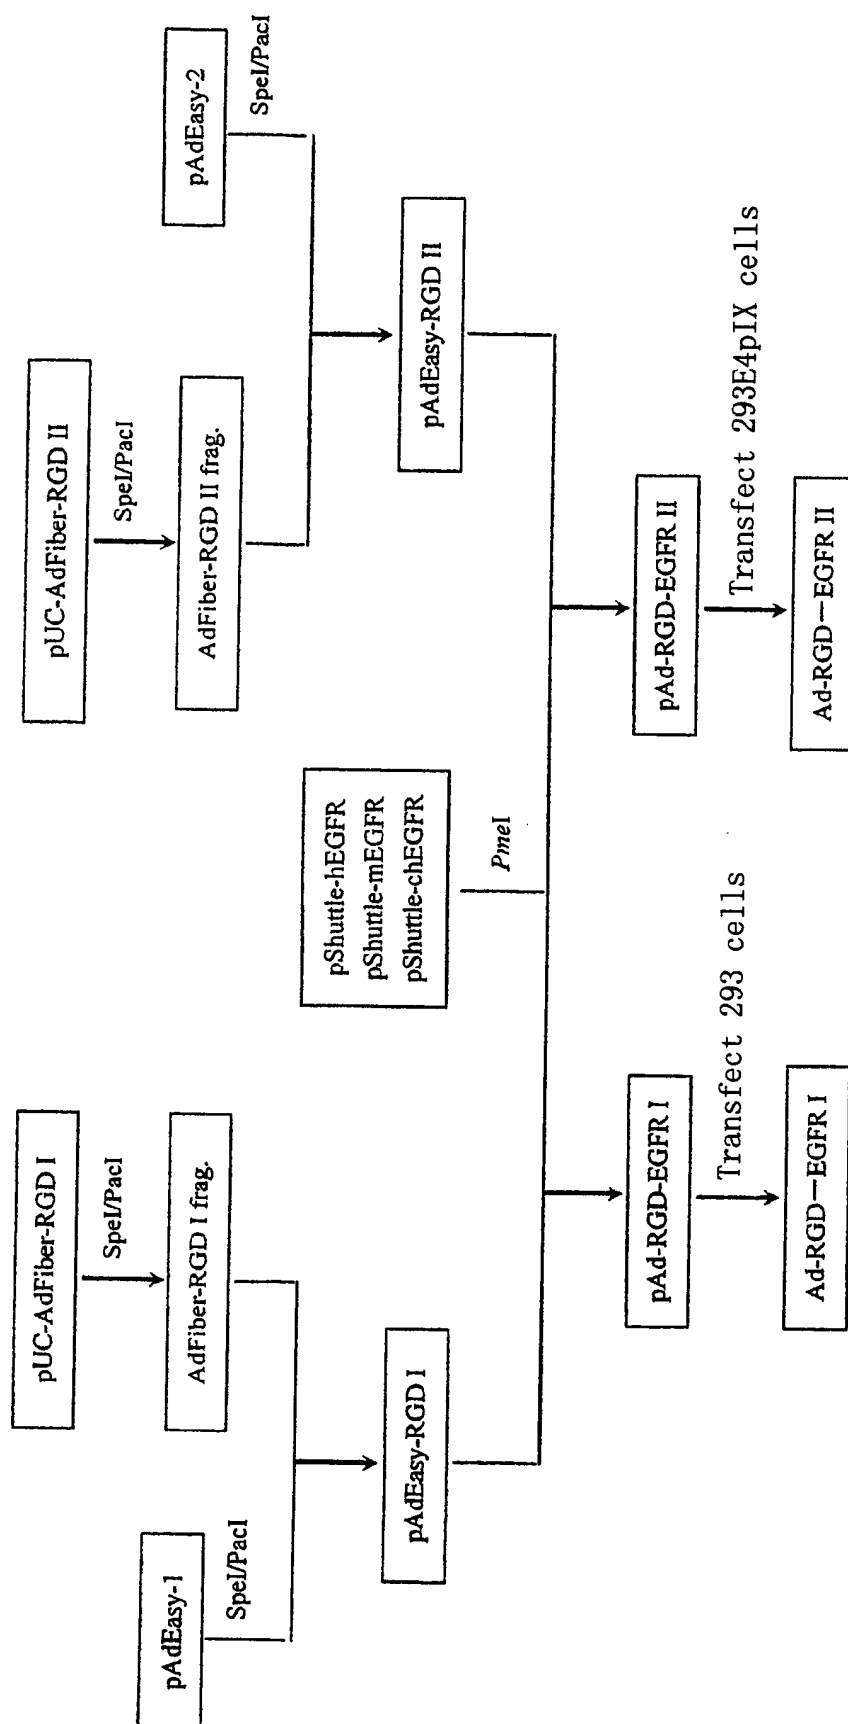 pUC-AdFiber-RGD I
SpeI/PacI
pAdEasy-1
SpeI/PacI
AdFiber-RGD I frag.
pAdEasy-RGD I
pUC-AdFiber-RGD II
SpeI/PacI
AdFiber-RGD II frag.
pAdEasy-2
SpeI/PacI
pAdEasy-RGD II
pShuttle-hEGFR
pShuttle-mEGFR
pShuttle-chEGFR
PmeI
pAd-RGD-EGFR I
Transfect 293 cells
Ad-RGD—EGFR I
pAd-RGD-EGFR II
Transfect 293E4pIX cells
Ad-RGD—EGFR II